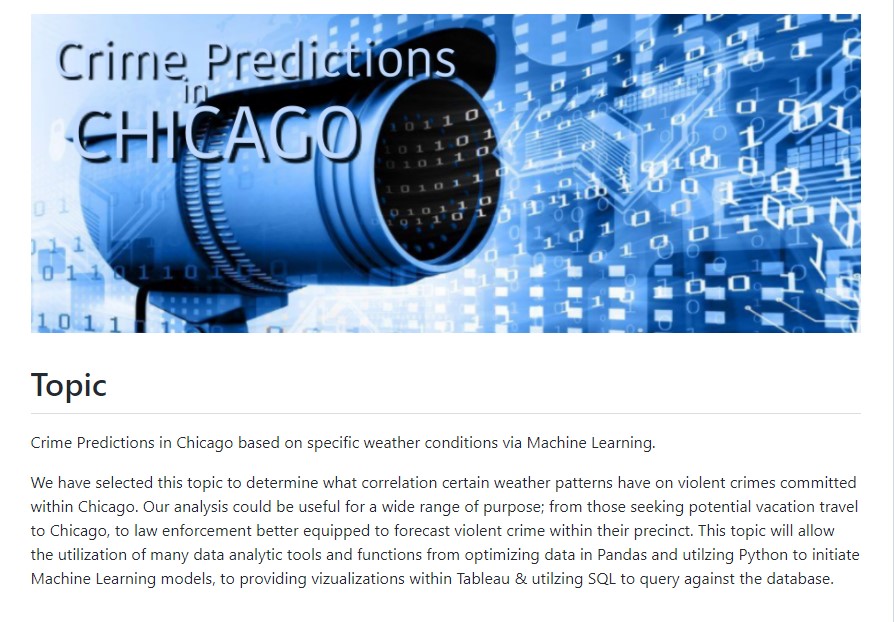 Crime Predictions
in
CHICAGO
Topic
Crime Predictions in Chicago based on specific weather conditions via Machine Learning.
We have selected this topic to determine what correlation certain weather patterns have on violent crimes committed
within Chicago. Our analysis could be useful for a wide range of purpose; from those seeking potential vacation travel
to Chicago, to law enforcement better equipped to forecast violent crime within their precinct. This topic will allow
the utilization of many data analytic tools and functions from optimizing data in Pandas and utilzing Python to initiate
Machine Learning models, to providing vizualizations within Tableau & utilzing SQL to query against the database.